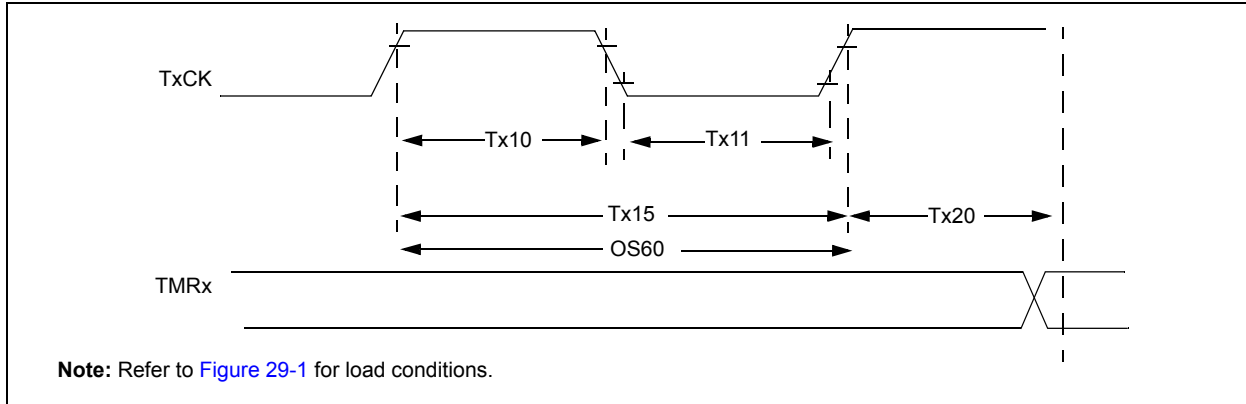 TxCK
Tx10
Tx11
Tx15
Tx20
OS60
TMRx
Note: Refer to Figure 29-1 for load conditions.